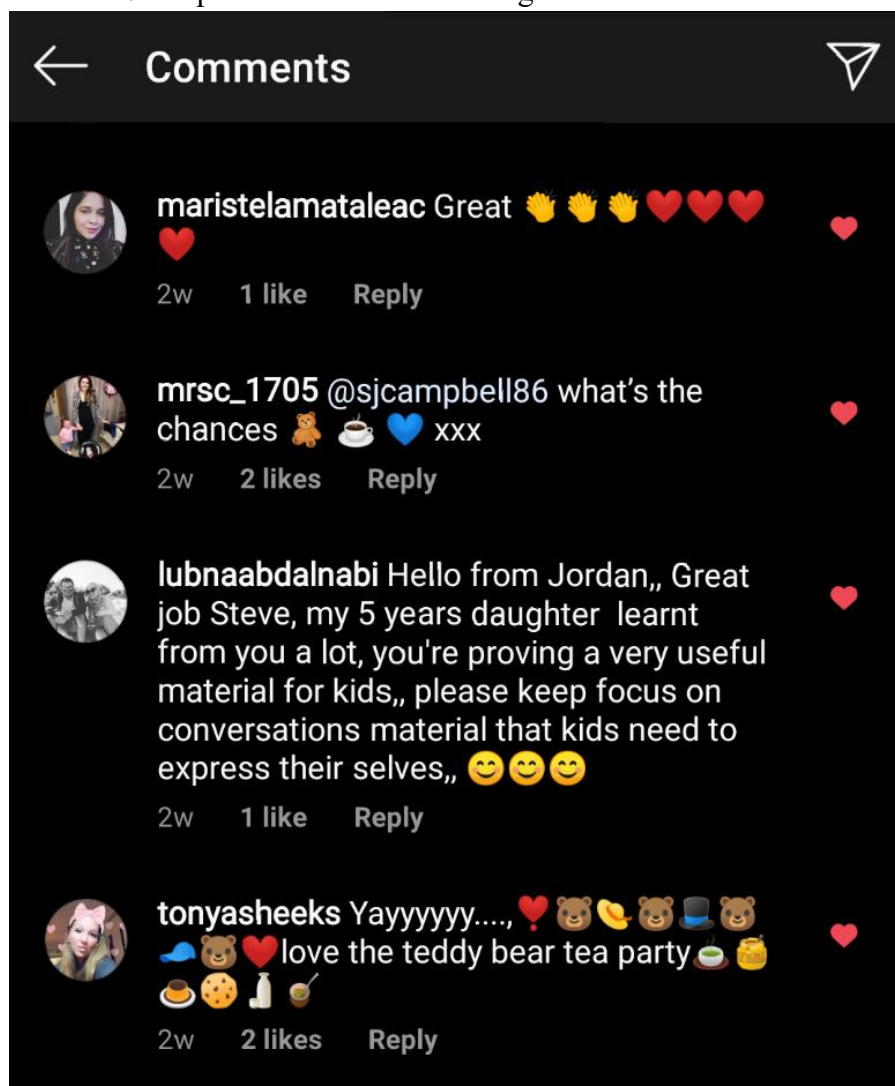 Comments
maristelamataleac Great 👏👏👏❤️❤️❤️
❤️
2w 1 like Reply
mrsc_1705 @sjcampbell86 what's the
chances 🧸 ☕ 💙 xxx
2w 2 likes Reply
lubnaabdalnabi Hello from Jordan,, Great
job Steve, my 5 years daughter learnt
from you a lot, you're proving a very useful
material for kids,, please keep focus on
conversations material that kids need to
express their selves,, 😊😊😊
2w 1 like Reply
tonyasheeks Yayyyyyy....,❣️🐻👒🐻🎩🐻
🧢🐻❤️love the teddy bear tea party🍵🍯
🍮🍪🍶🧉
2w 2 likes Reply